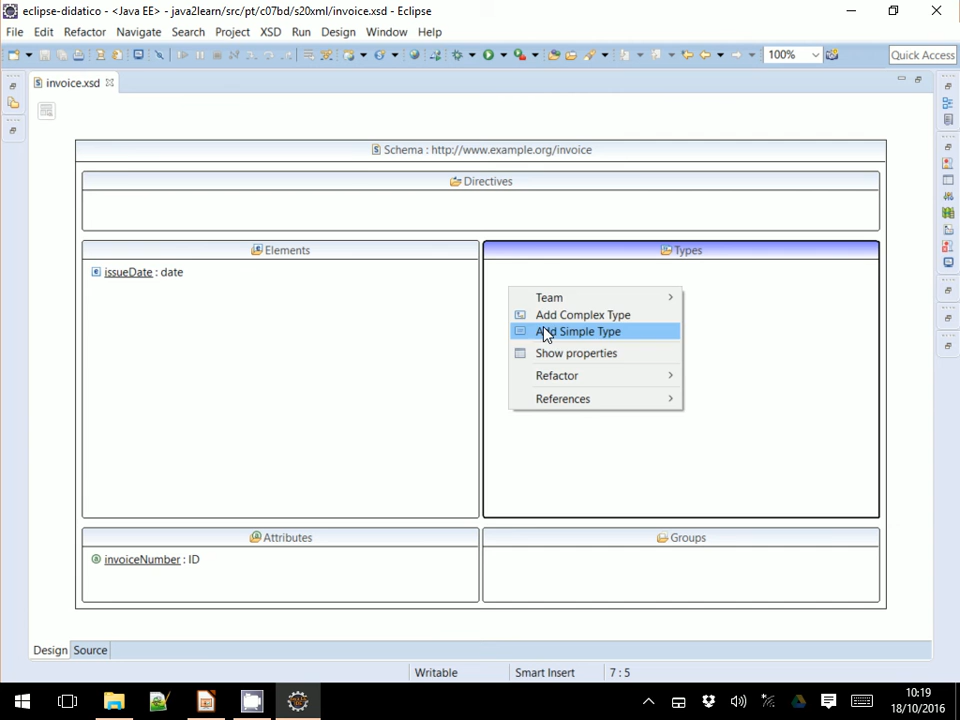 eclipse-didatico - <Java EE> - java2learn/src/pt/c07bd/s20xml/invoice.xsd - Eclipse
File Edit Refactor Navigate Search Project XSD Run Design Window Help
100% Quick Access
invoice.xsd
Schema : http://www.example.org/invoice
Directives
Elements Types
issueDate : date
Team
Add Complex Type
Add Simple Type
Show properties
Refactor
References
Attributes Groups
invoiceNumber : ID
Design Source
Writable Smart Insert 7 : 5
10:19
18/10/2016